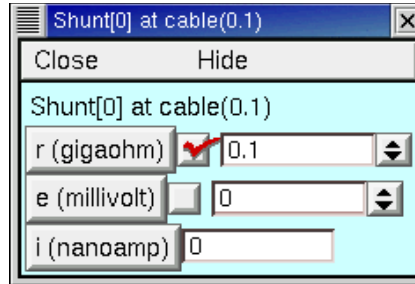 Shunt[0] at cable(0.1)
Close Hide
Shunt[0] at cable(0.1)
r (gigaohm) 0.1
e (millivolt) 0
i (nanoamp) 0